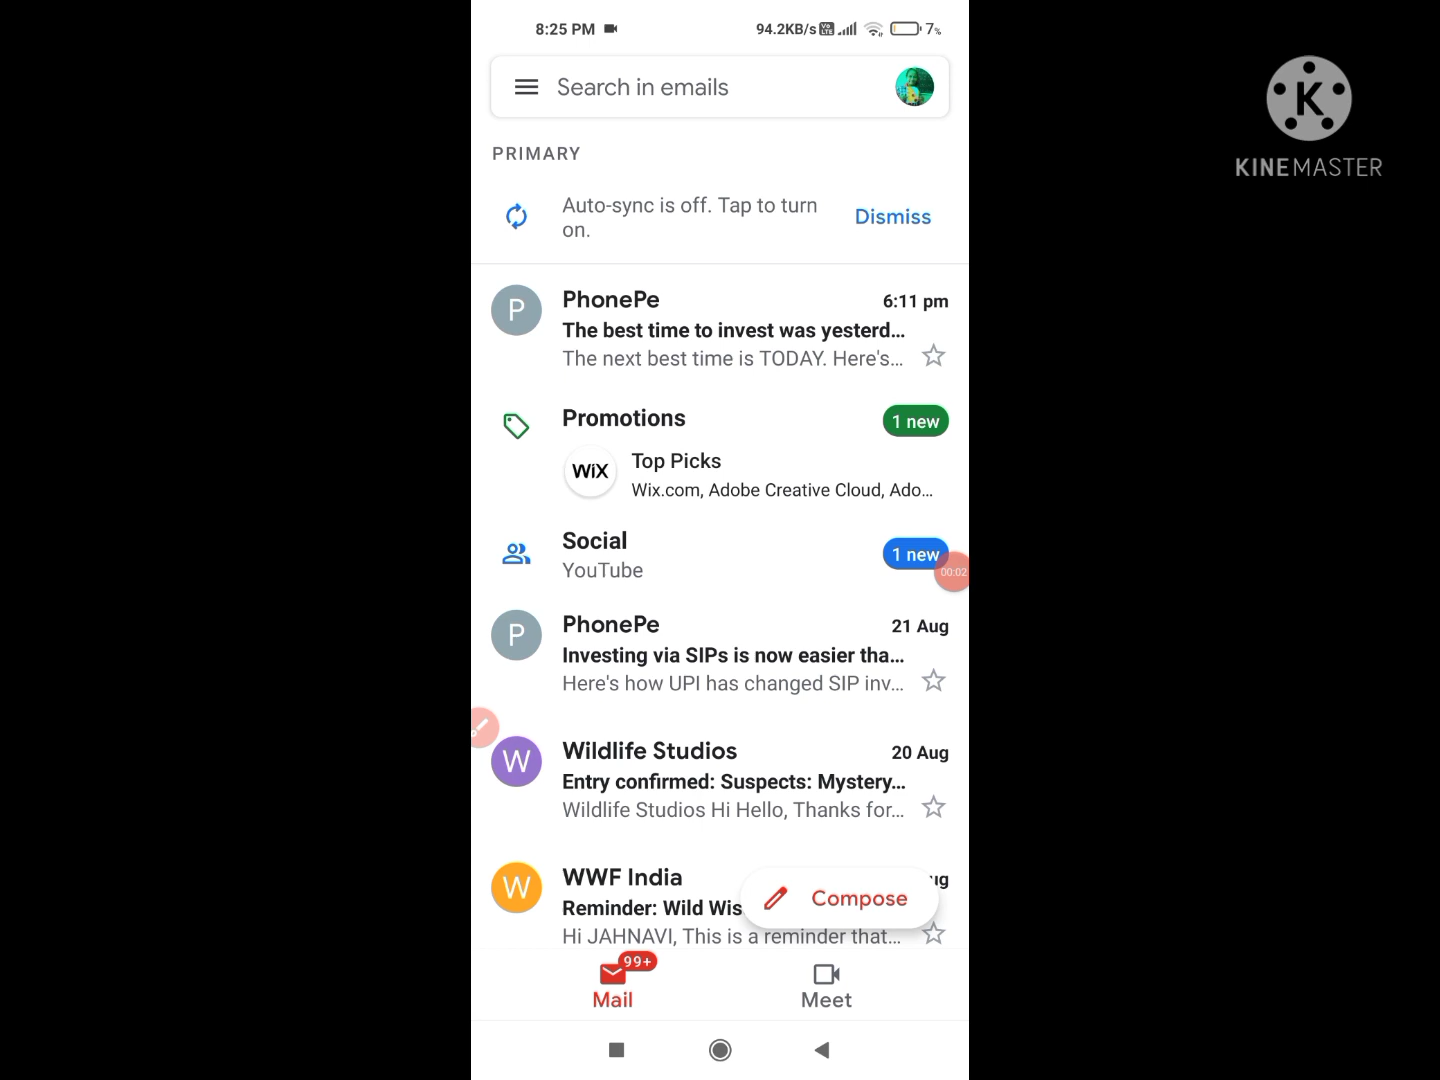 8:25 PM
94.2KB/s Vo LTE 7%
Search in emails
K
KINEMASTER
PRIMARY
Auto-sync is off. Tap to turn
on.
Dismiss
P
PhonePe
6:11 pm
The best time to invest was yesterd...
The next best time is TODAY. Here's...
Promotions
1 new
WiX
Top Picks
Wix.com, Adobe Creative Cloud, Ado...
Social
1 new
YouTube
00:02
P
PhonePe
21 Aug
Investing via SIPs is now easier tha...
Here's how UPI has changed SIP inv...
W
Wildlife Studios
20 Aug
Entry confirmed: Suspects: Mystery...
Wildlife Studios Hi Hello, Thanks for...
W
WWF India
ug
Reminder: Wild Wis
Compose
Hi JAHNAVI, This is a reminder that...
99+
Mail
Meet